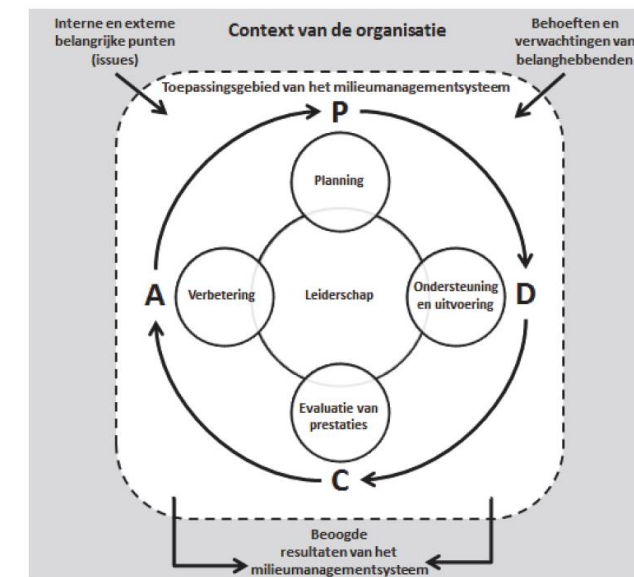 Interne en externe
belangrijke punten
(issues)
Context van de organisatie
Behoeften en
verwachtingen van
belanghebbenden
Toepassingsgebied van het milieumanagementsysteem
P
Planning
A
Verbetering
Leiderschap
Ondersteuning
en uitvoering
D
Evaluatie van
prestaties
C
Beoogde
resultaten van het
milieumanagementsysteem